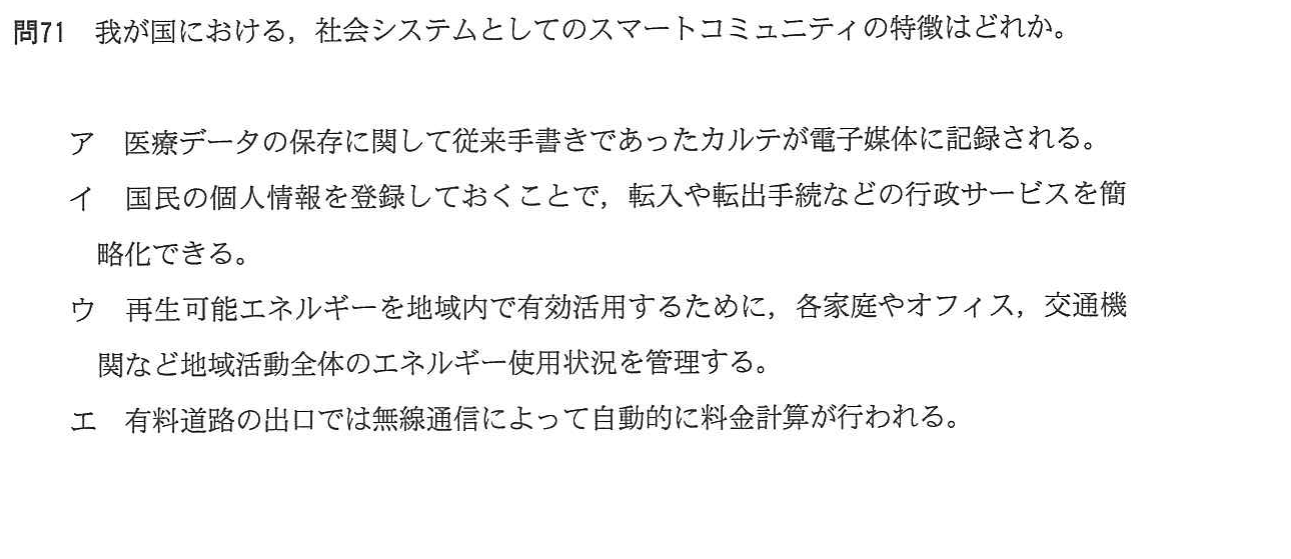 問71 我が国における，社会システムとしてのスマートコミュニティの特徴はどれか。
ア 医療データの保存に関して従来手書きであったカルテが電子媒体に記録される。
イ 国民の個人情報を登録しておくことで，転入や転出手続などの行政サービスを簡
略化できる。
ウ 再生可能エネルギーを地域内で有効活用するために，各家庭やオフィス，交通機
関など地域活動全体のエネルギー使用状況を管理する。
エ 有料道路の出口では無線通信によって自動的に料金計算が行われる。